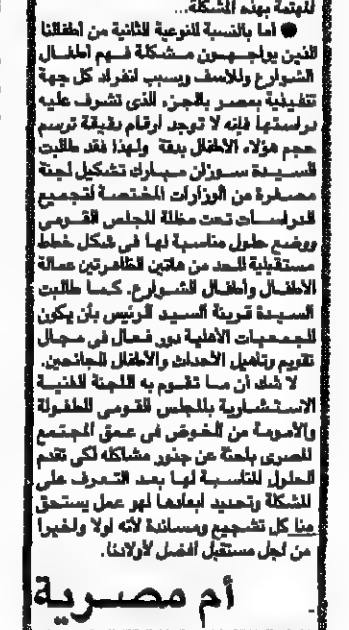 المهتمة بهذه المشكلة...
● أما بالنسبة للنوعية الثانية من أطفالنا
الذين يواجهون مشكلة فهم أطفال
الشوارع وللأسف وبسبب انفراد كل جهة
تنفيذية بمصر بالجزء الذى تشرف عليه
دراستها فإنه لا توجد أرقام دقيقة ترسم
حجم هؤلاء الأطفال بدقة ولهذا فقد طالبت
السيدة سوزان مبارك تشكيل لجنة
مصغرة من الوزارات المختصة لتجميع
الدراسات تحت مظلة المجلس القومى
ووضع حلول مناسبة لها فى شكل خطط
مستقبلية للحد من هاتين الظاهرتين عمالة
الأطفال وأطفال الشوارع. كما طالبت
السيدة قرينة السيد الرئيس بأن يكون
للجمعيات الأهلية دور فعال فى مجال
تقويم وتأهيل الأحداث والأطفال الجانحين.
لا شك أن ما تقوم به اللجنة الفنية
الاستشارية بالمجلس القومى للطفولة
والأمومة من الخوض فى عمق المجتمع
المصرى باحثة عن جذور مشاكله لكى تقدم
الحلول المناسبة لها بعد التعرف على
المشكلة وتحديد أبعادها لهو عمل يستحق
منا كل تشجيع ومساندة لأنه أولا وأخيرا
من أجل مستقبل أفضل لأولادنا.
أم مصرية